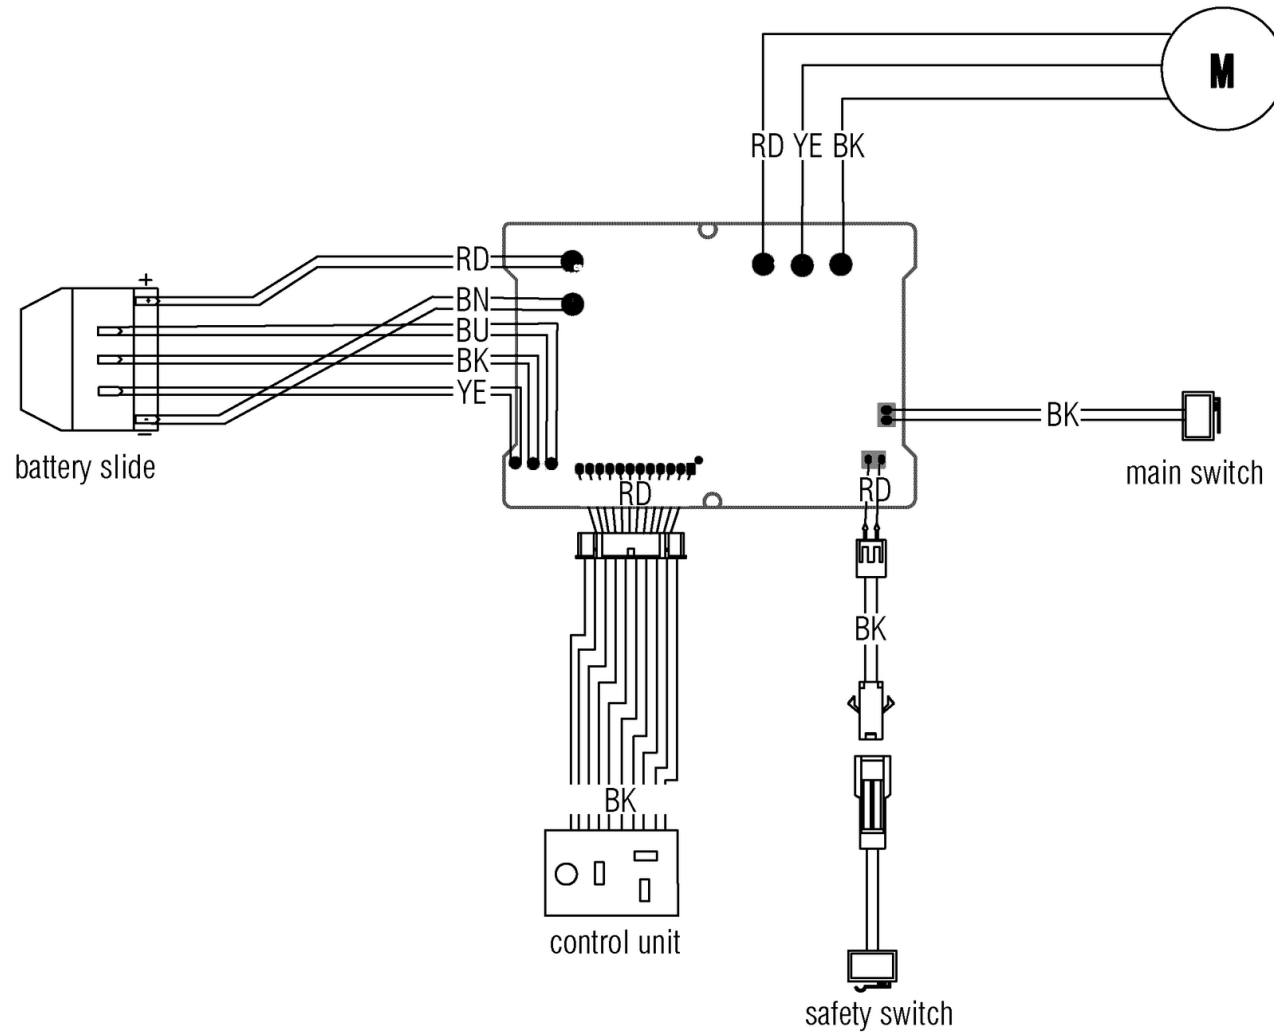 M
RD YE BK
RD
+
BN
BU
BK
YE
-
battery slide
BK
main switch
RD
RD
BK
BK
control unit
safety switch